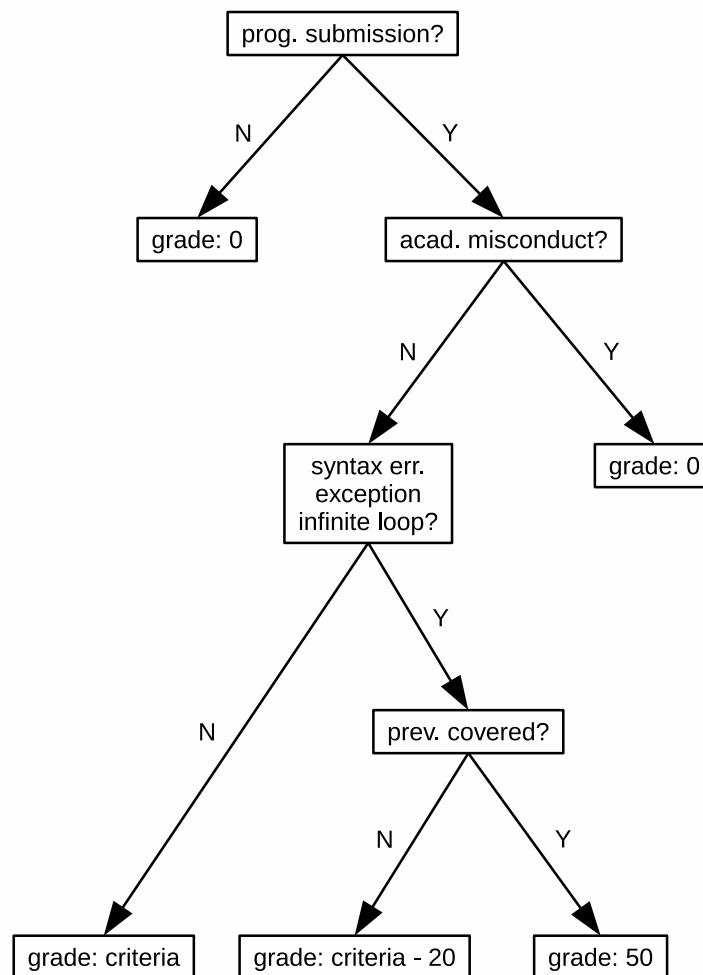 prog. submission?
N
Y
grade: 0
acad. misconduct?
N
Y
syntax err.
exception
infinite loop?
grade: 0
Y
N
prev. covered?
N
Y
grade: criteria
grade: criteria - 20
grade: 50